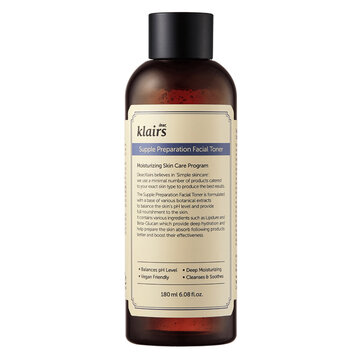 dear,
klairs
Supple Preparation Facial Toner
Moisturizing Skin Care Program
Dear,Klairs believes in 'Simple skincare',
we use a minimal number of products catered
to your exact skin type to produce the best results.
The Supple Preparation Facial Toner is formulated
with a base of various botanical extracts
to balance the skin's pH level and provide
full nourishment to the skin.
It contains various ingredients such as Lipidure and
Beta-Glucan which provide deep hydration and
help prepare the skin absorb following products
better and boost their effectiveness.
• Balances pH Level • Deep Moisturizing
• Vegan Friendly • Cleanses & Soothes
180 ml 6.08 fl.oz.